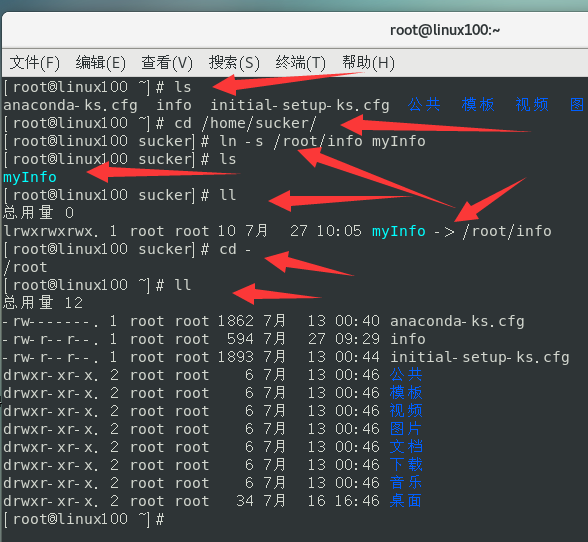 root@linux100:~
文件(F) 编辑(E) 查看(V) 搜索(S) 终端(T) 帮助(H)
[root@linux100 ~]# ls
anaconda-ks.cfg info initial-setup-ks.cfg 公共 模板 视频 图
[root@linux100 ~]# cd /home/sucker/
[root@linux100 sucker]# ln -s /root/info myInfo
[root@linux100 sucker]# ls
myInfo
[root@linux100 sucker]# ll
总用量 0
lrwxrwxrwx. 1 root root 10 7月 27 10:05 myInfo -> /root/info
[root@linux100 sucker]# cd -
/root
[root@linux100 ~]# ll
总用量 12
-rw-------. 1 root root 1862 7月 13 00:40 anaconda-ks.cfg
-rw-r--r--. 1 root root 594 7月 27 09:29 info
-rw-r--r--. 1 root root 1893 7月 13 00:44 initial-setup-ks.cfg
drwxr-xr-x. 2 root root 6 7月 13 00:46 公共
drwxr-xr-x. 2 root root 6 7月 13 00:46 模板
drwxr-xr-x. 2 root root 6 7月 13 00:46 视频
drwxr-xr-x. 2 root root 6 7月 13 00:46 图片
drwxr-xr-x. 2 root root 6 7月 13 00:46 文档
drwxr-xr-x. 2 root root 6 7月 13 00:46 下载
drwxr-xr-x. 2 root root 6 7月 13 00:46 音乐
drwxr-xr-x. 2 root root 34 7月 16 16:46 桌面
[root@linux100 ~]#